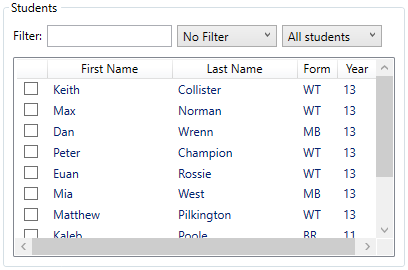 Students
Filter: No Filter All students
First Name Last Name Form Year
Keith Collister WT 13
Max Norman WT 13
Dan Wrenn MB 13
Peter Champion WT 13
Euan Rossie WT 13
Mia West MB 13
Matthew Pilkington WT 13
Kaleb Poole BR 11